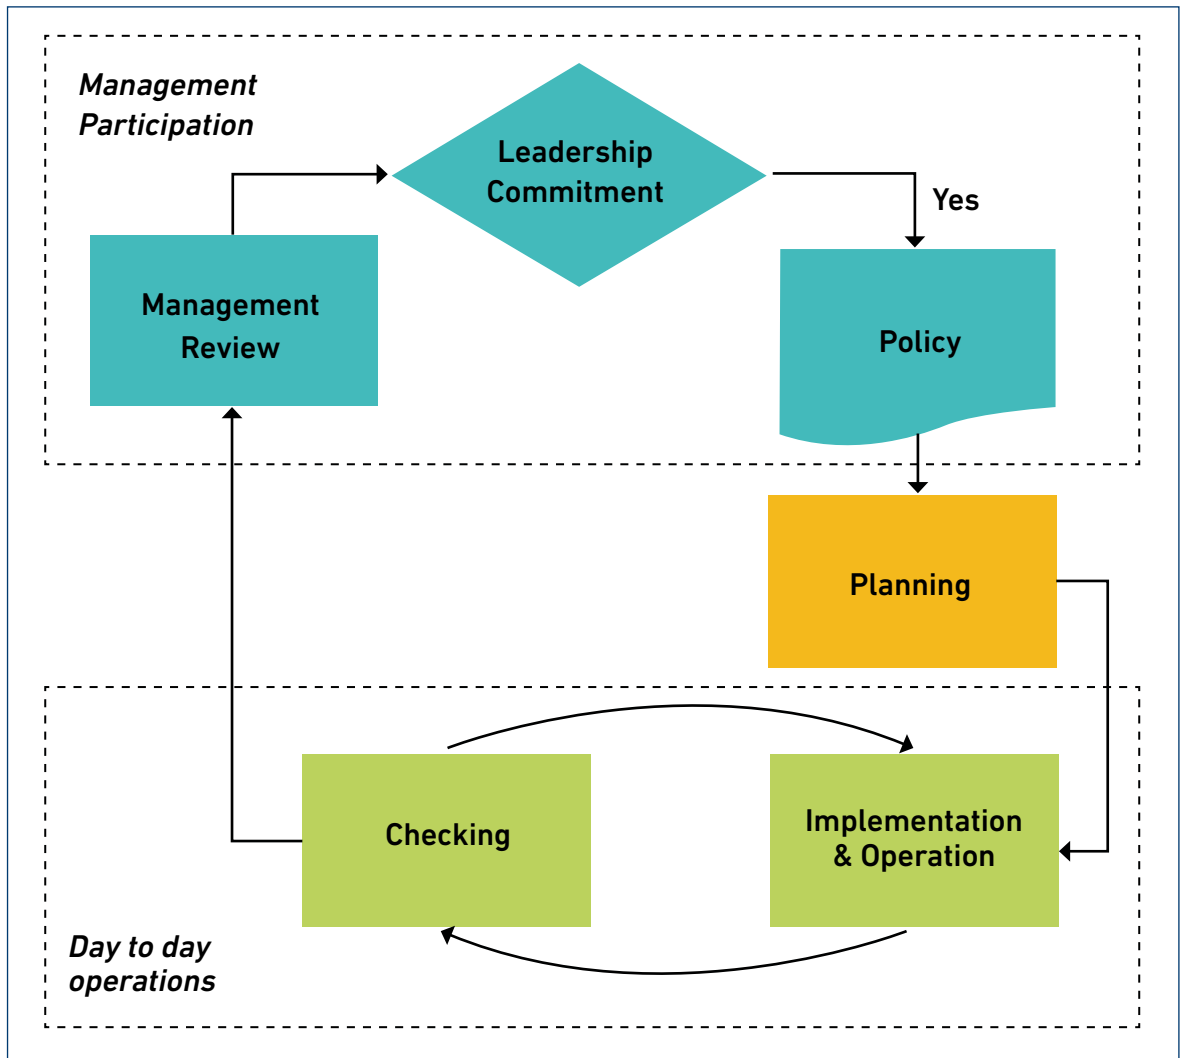 Management
Participation
Leadership
Commitment
Yes
Management
Review
Policy
Planning
Checking
Implementation
& Operation
Day to day
operations